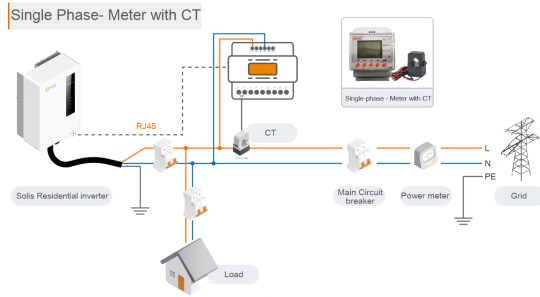 Single Phase- Meter with CT
Single-phase - Meter with CT
RJ45
CT
L
N
PE
Solis Residential inverter
Main Circuit
breaker
Power meter
Grid
Load